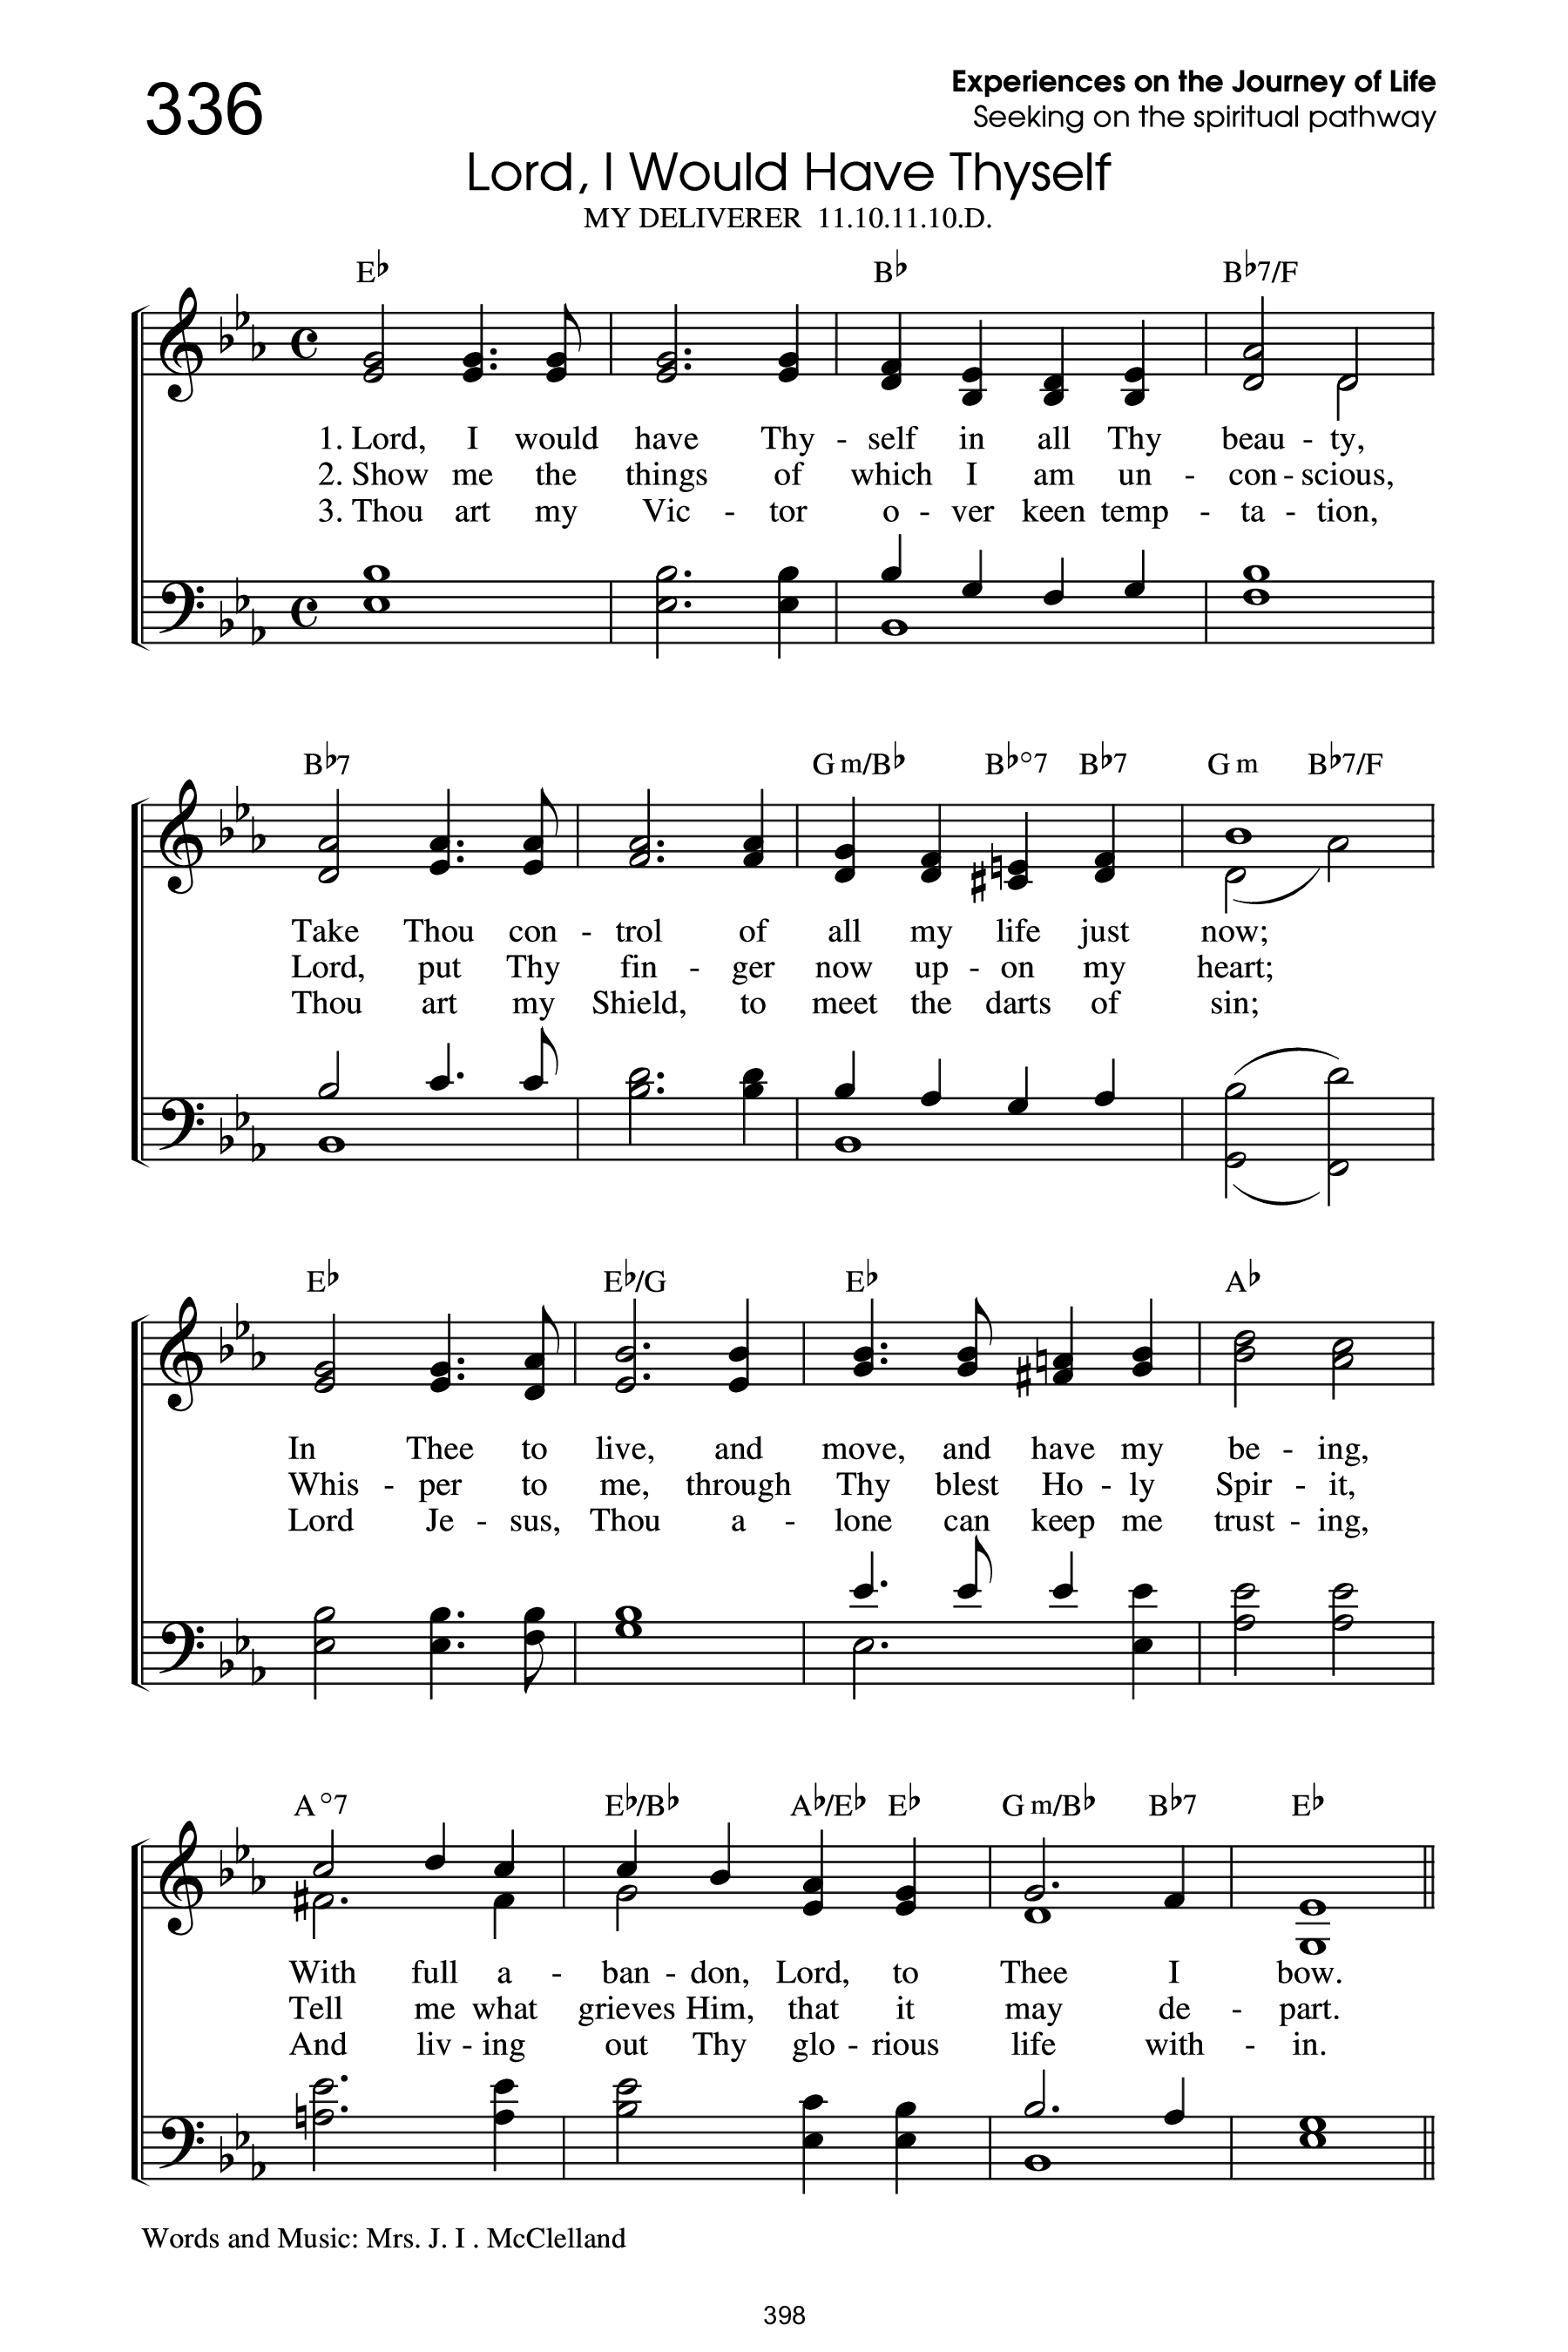 336
Experiences on the Journey of Life
Seeking on the spiritual pathway
Lord, I Would Have Thyself
MY DELIVERER 11.10.11.10.D.
E♭ B♭ B♭7/F
1. Lord, I would have Thy - self in all Thy beau - ty,
2. Show me the things of which I am un - con - scious,
3. Thou art my Vic - tor o - ver keen temp - ta - tion,
B♭7 G m/B♭ B♭°7 B♭7 G m B♭7/F
Take Thou con - trol of all my life just now;
Lord, put Thy fin - ger now up - on my heart;
Thou art my Shield, to meet the darts of sin;
E♭ E♭/G E♭ A♭
In Thee to live, and move, and have my be - ing,
Whis - per to me, through Thy blest Ho - ly Spir - it,
Lord Je - sus, Thou a - lone can keep me trust - ing,
A°7 E♭/B♭ A♭/E♭ E♭ G m/B♭ B♭7 E♭
With full a - ban - don, Lord, to Thee I bow.
Tell me what grieves Him, that it may de - part.
And liv - ing out Thy glo - rious life with - in.
Words and Music: Mrs. J. I . McClelland
398